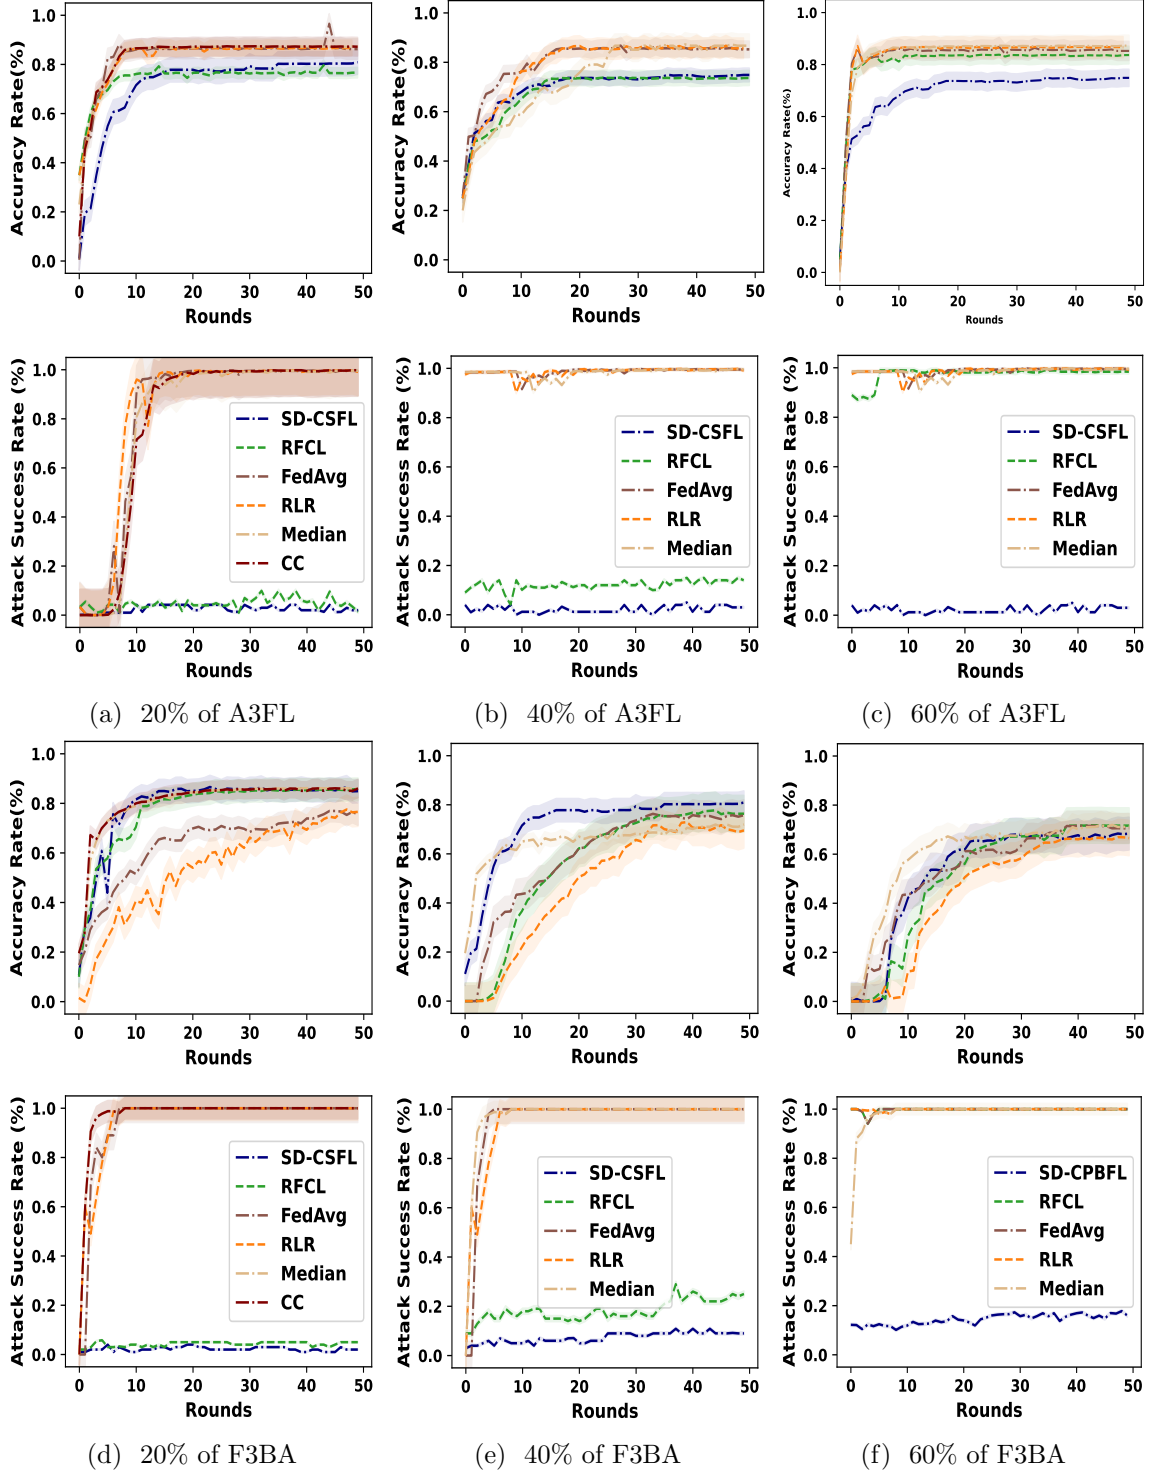 1.0
0.8
0.6
0.4
0.2
0.0
Accuracy Rate(%)
0 10 20 30 40 50
Rounds
1.0
0.8
0.6
0.4
0.2
0.0
Accuracy Rate(%)
0 10 20 30 40 50
Rounds
1.0
0.8
0.6
0.4
0.2
0.0
Accuracy Rate(%)
0 10 20 30 40 50
Rounds
1.0
0.8
0.6
0.4
0.2
0.0
Attack Success Rate (%)
SD-CSFL
RFCL
FedAvg
RLR
Median
CC
0 10 20 30 40 50
Rounds
1.0
0.8
0.6
0.4
0.2
0.0
Attack Success Rate (%)
SD-CSFL
RFCL
FedAvg
RLR
Median
0 10 20 30 40 50
Rounds
1.0
0.8
0.6
0.4
0.2
0.0
Attack Success Rate (%)
SD-CSFL
RFCL
FedAvg
RLR
Median
0 10 20 30 40 50
Rounds
(a) 20% of A3FL
(b) 40% of A3FL
(c) 60% of A3FL
1.0
0.8
0.6
0.4
0.2
0.0
Accuracy Rate(%)
0 10 20 30 40 50
Rounds
1.0
0.8
0.6
0.4
0.2
0.0
Accuracy Rate(%)
0 10 20 30 40 50
Rounds
1.0
0.8
0.6
0.4
0.2
0.0
Accuracy Rate(%)
0 10 20 30 40 50
Rounds
1.0
0.8
0.6
0.4
0.2
0.0
Attack Success Rate (%)
SD-CSFL
RFCL
FedAvg
RLR
Median
CC
0 10 20 30 40 50
Rounds
1.0
0.8
0.6
0.4
0.2
0.0
Attack Success Rate (%)
SD-CSFL
RFCL
FedAvg
RLR
Median
0 10 20 30 40 50
Rounds
1.0
0.8
0.6
0.4
0.2
0.0
Attack Success Rate (%)
SD-CPBFL
RFCL
FedAvg
RLR
Median
0 10 20 30 40 50
Rounds
(d) 20% of F3BA
(e) 40% of F3BA
(f) 60% of F3BA